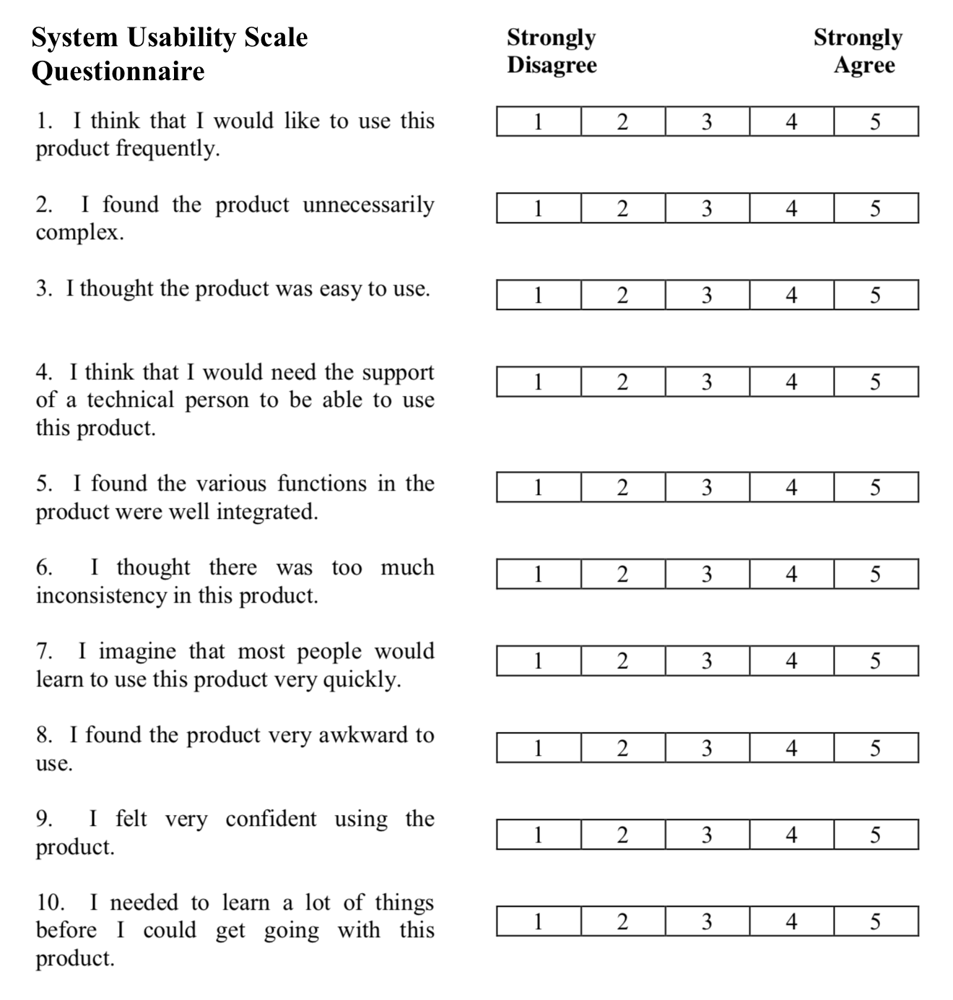 System Usability Scale
Questionnaire
Strongly
Disagree
Strongly
Agree
1. I think that I would like to use this
product frequently.
1 2 3 4 5
2. I found the product unnecessarily
complex.
1 2 3 4 5
3. I thought the product was easy to use.
1 2 3 4 5
4. I think that I would need the support
of a technical person to be able to use
this product.
1 2 3 4 5
5. I found the various functions in the
product were well integrated.
1 2 3 4 5
6. I thought there was too much
inconsistency in this product.
1 2 3 4 5
7. I imagine that most people would
learn to use this product very quickly.
1 2 3 4 5
8. I found the product very awkward to
use.
1 2 3 4 5
9. I felt very confident using the
product.
1 2 3 4 5
10. I needed to learn a lot of things
before I could get going with this
product.
1 2 3 4 5